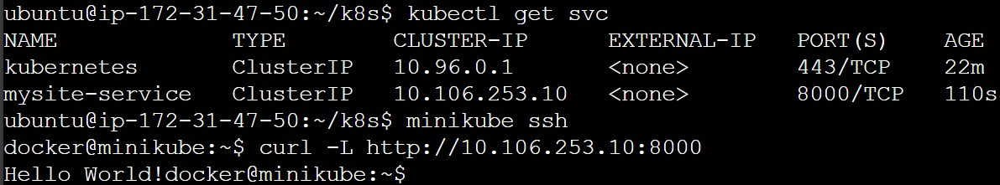 ubuntu@ip-172-31-47-50:~/k8s$ kubectl get svc
NAME TYPE CLUSTER-IP EXTERNAL-IP PORT(S) AGE
kubernetes ClusterIP 10.96.0.1 <none> 443/TCP 22m
mysite-service ClusterIP 10.106.253.10 <none> 8000/TCP 110s
ubuntu@ip-172-31-47-50:~/k8s$ minikube ssh
docker@minikube:~$ curl -L http://10.106.253.10:8000
Hello World!docker@minikube:~$